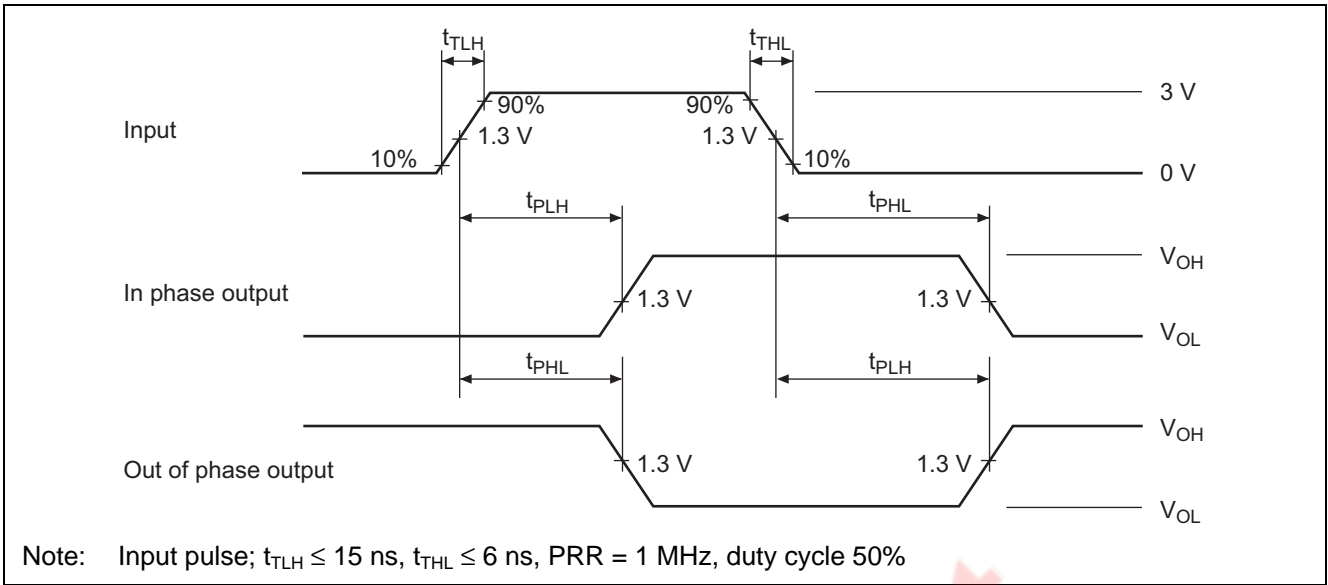 tTLH tTHL
90% 90% 3 V
Input 1.3 V 1.3 V
10% 10% 0 V
tPLH tPHL
VOH
In phase output 1.3 V 1.3 V
VOL
tPHL tPLH
VOH
Out of phase output 1.3 V 1.3 V
VOL
Note: Input pulse; tTLH ≤ 15 ns, tTHL ≤ 6 ns, PRR = 1 MHz, duty cycle 50%